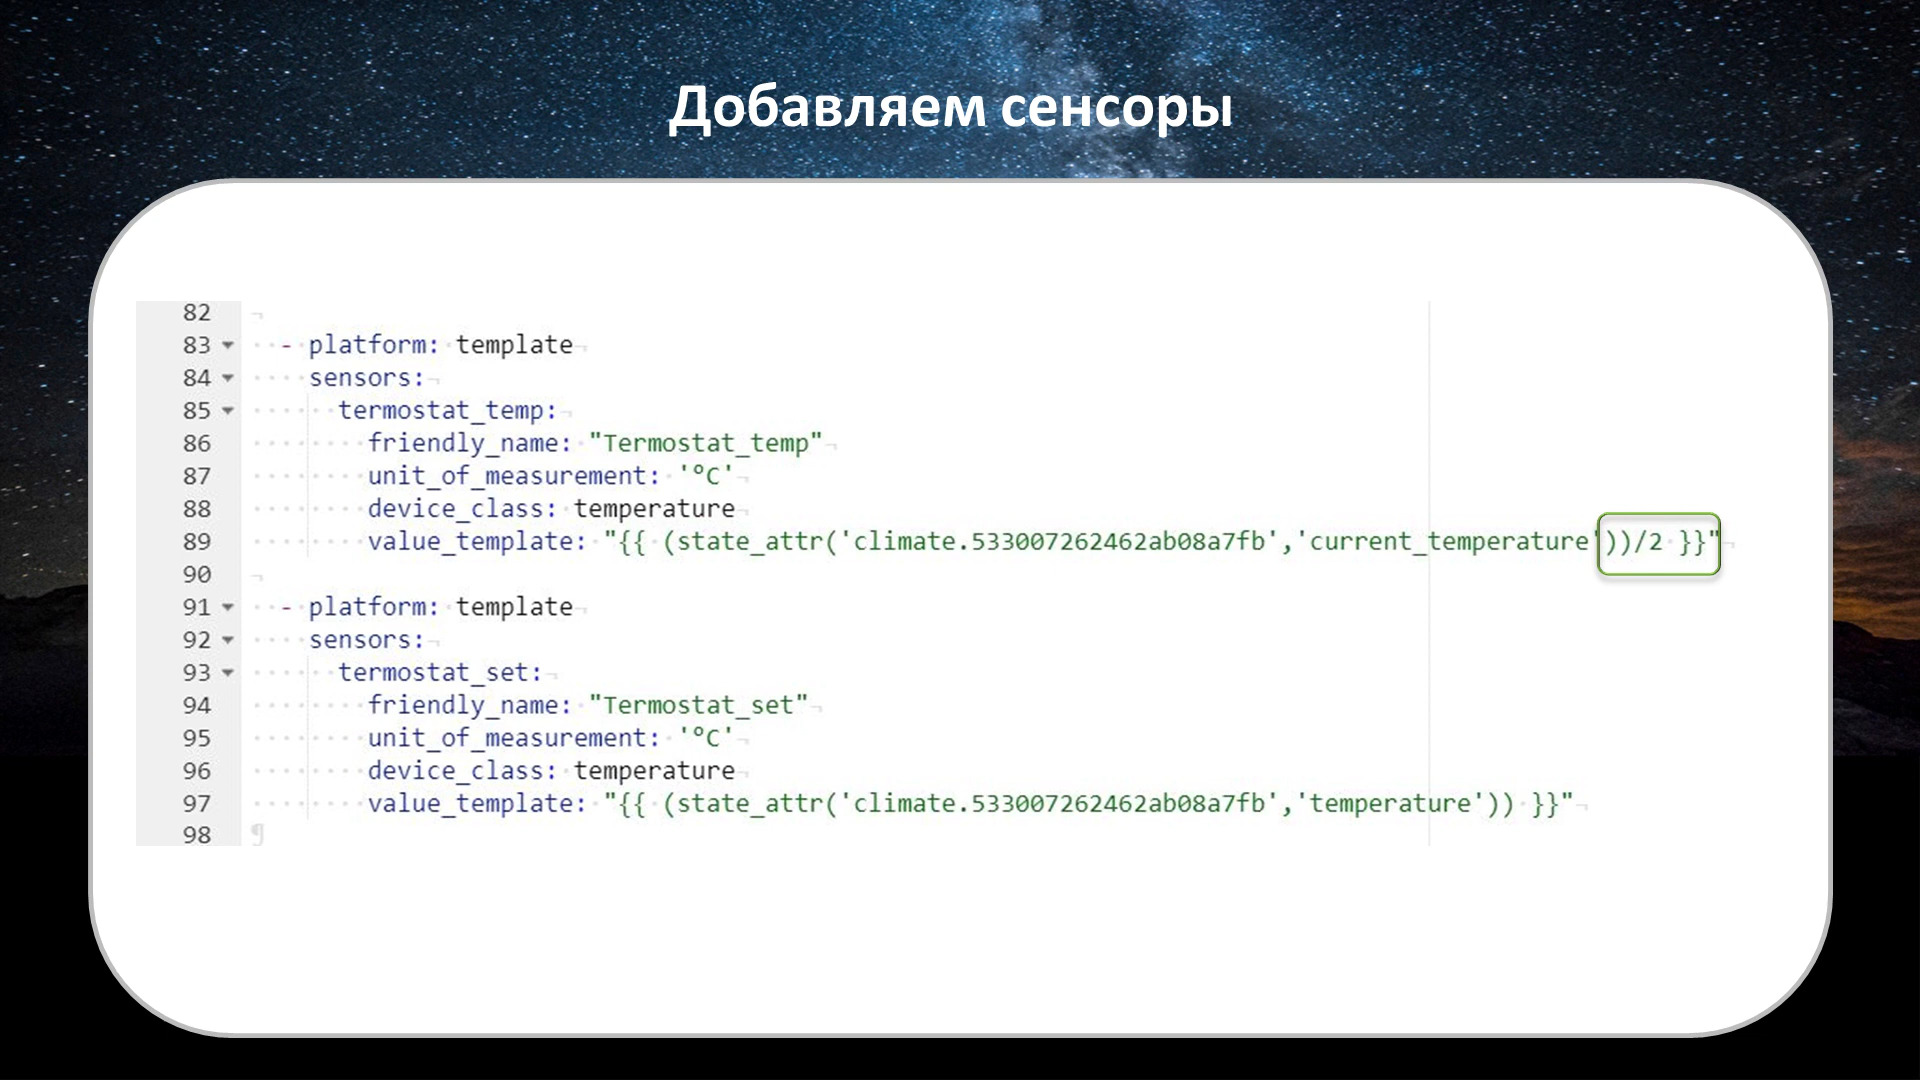 Добавляем сенсоры
82
83 - platform: template
84 sensors:
85 termostat_temp:
86 friendly_name: "Termostat_temp"
87 unit_of_measurement: '°C'
88 device_class: temperature
89 value_template: "{{ (state_attr('climate.533007262462ab08a7fb','current_temperature'))/2 }}"
90
91 - platform: template
92 sensors:
93 termostat_set:
94 friendly_name: "Termostat_set"
95 unit_of_measurement: '°C'
96 device_class: temperature
97 value_template: "{{ (state_attr('climate.533007262462ab08a7fb','temperature')) }}"
98